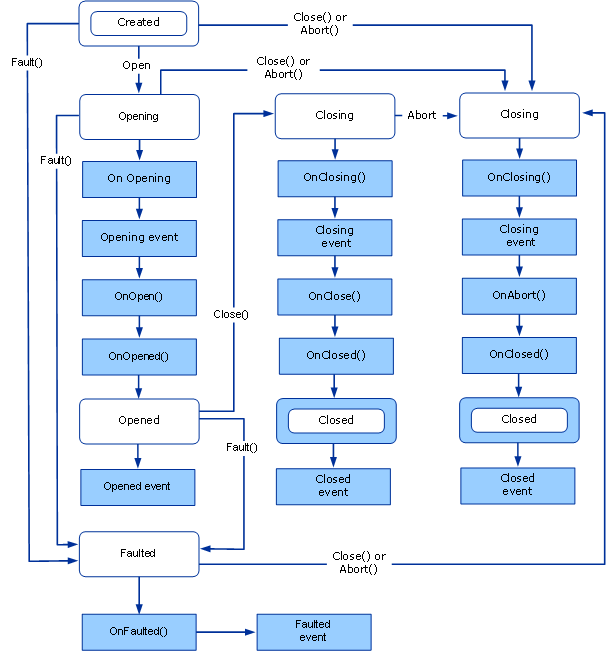 Created
Close() or
Abort()
Fault()
Open
Close() or
Abort()
Opening
Closing
Abort
Closing
Fault()
On Opening
OnClosing()
OnClosing()
Opening event
Closing
event
Closing
event
OnOpen()
OnClose()
OnAbort()
Close()
OnOpened()
OnClosed()
OnClosed()
Opened
Closed
Closed
Fault()
Opened event
Closed
event
Closed
event
Faulted
Close() or
Abort()
OnFaulted()
Faulted
event